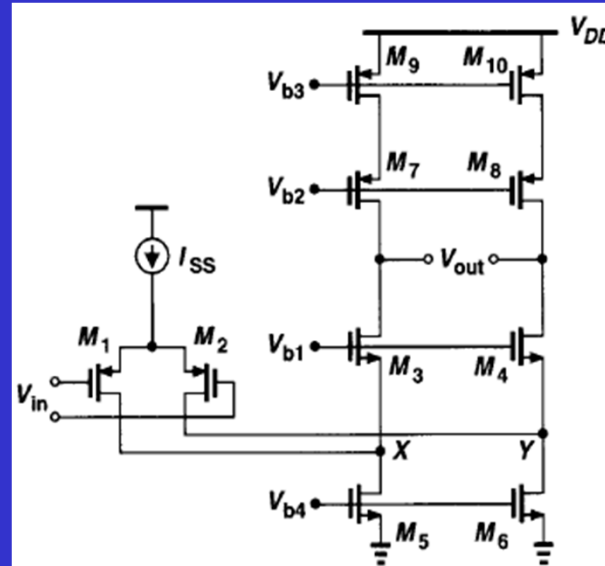 V_DD
M_9 M_10
V_b3
M_7 M_8
V_b2
I_SS
V_out
M_1 M_2
V_b1
M_3 M_4
V_in
X Y
V_b4
M_5 M_6